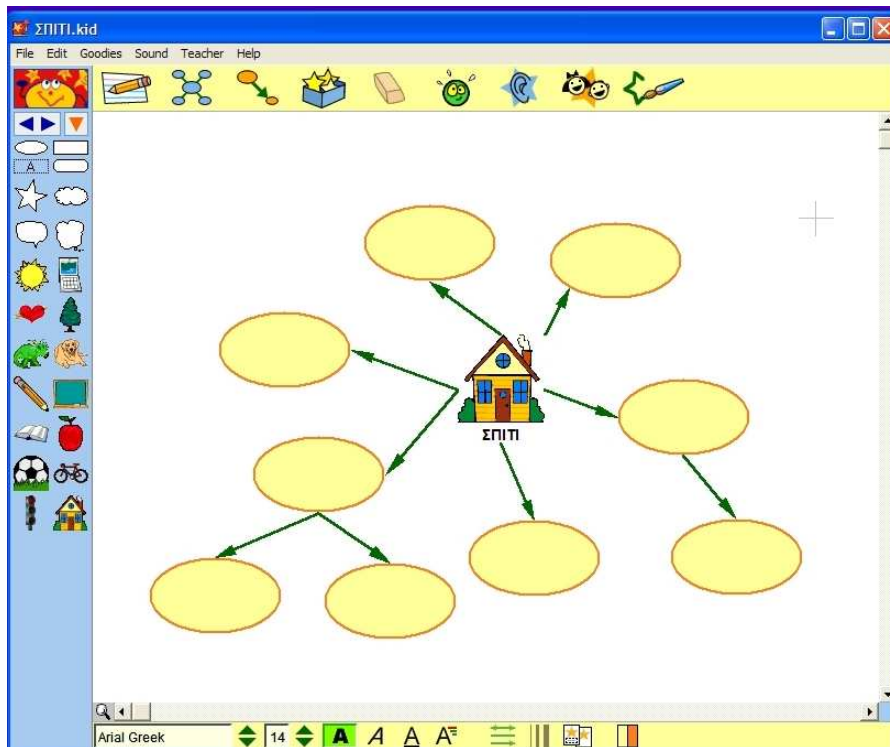 ΣΠΙΤΙ.kid
File Edit Goodies Sound Teacher Help
A
ΣΠΙΤΙ
Arial Greek 14 A A A A